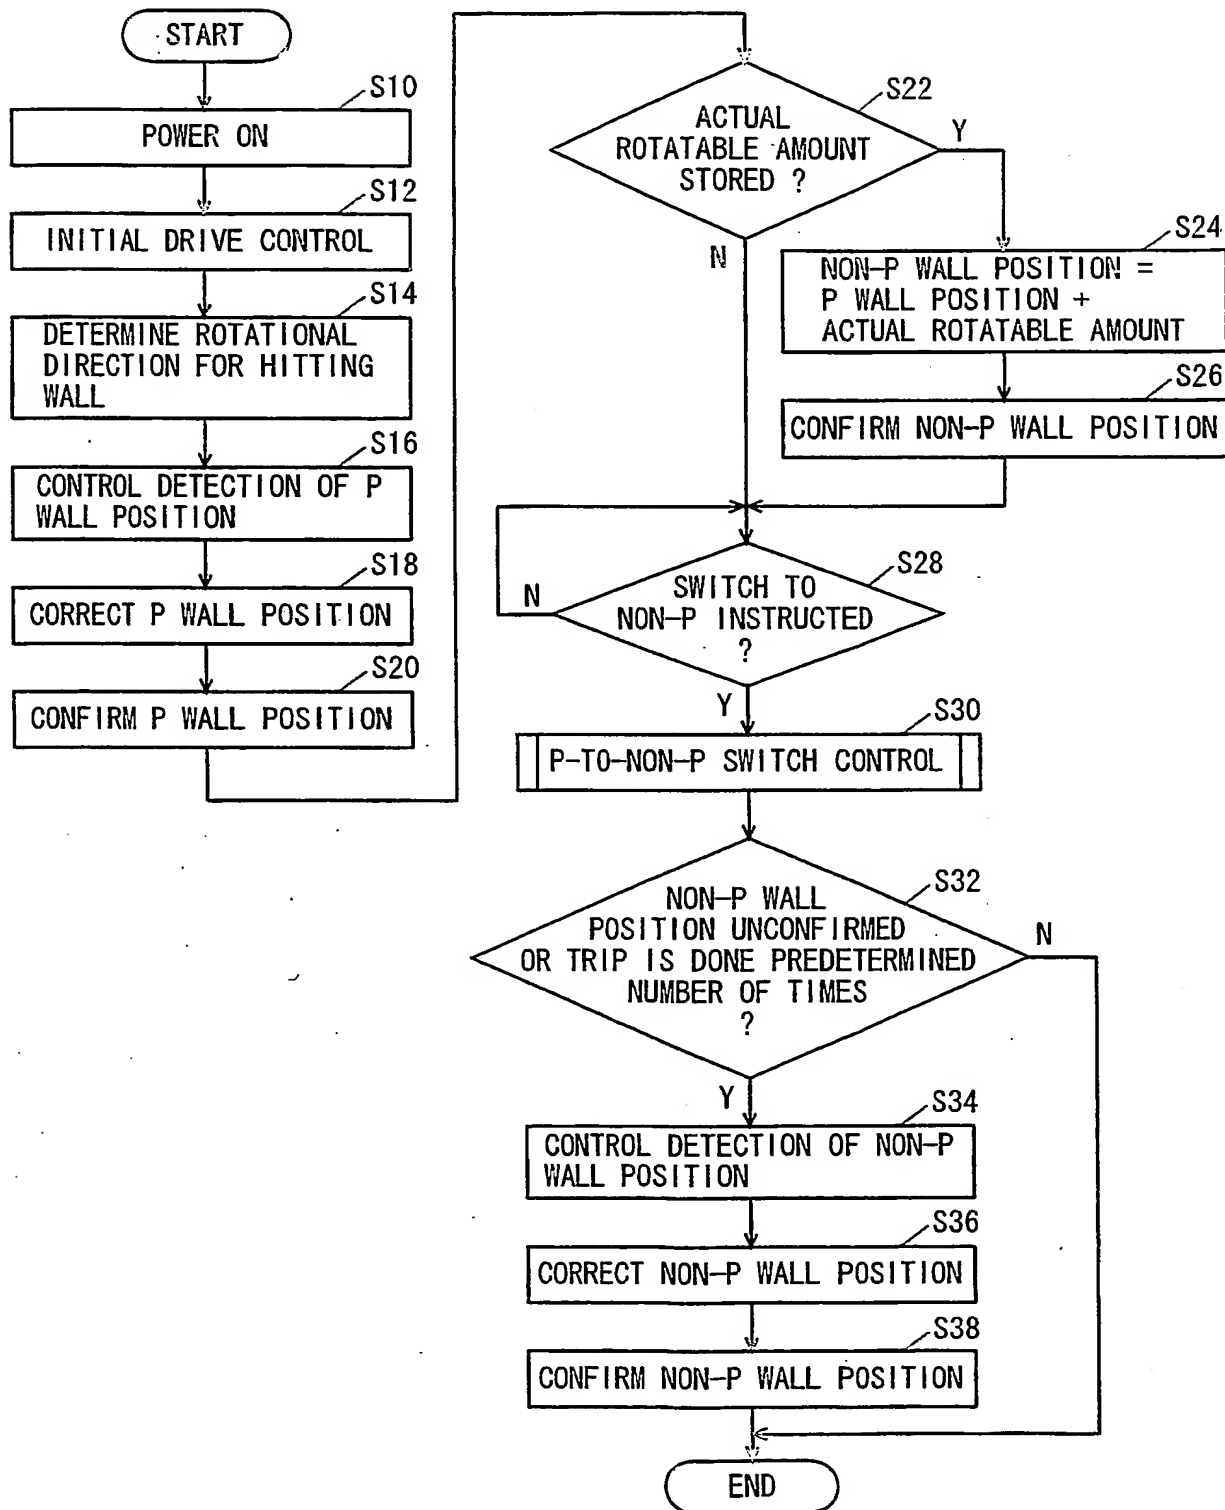 START
S10
POWER ON
S12
INITIAL DRIVE CONTROL
S14
DETERMINE ROTATIONAL
DIRECTION FOR HITTING
WALL
S16
CONTROL DETECTION OF P
WALL POSITION
S18
CORRECT P WALL POSITION
S20
CONFIRM P WALL POSITION
S22
ACTUAL
ROTATABLE AMOUNT
STORED ?
Y
N
S24
NON-P WALL POSITION =
P WALL POSITION +
ACTUAL ROTATABLE AMOUNT
S26
CONFIRM NON-P WALL POSITION
S28
SWITCH TO
NON-P INSTRUCTED
?
N
Y
S30
P-TO-NON-P SWITCH CONTROL
S32
NON-P WALL
POSITION UNCONFIRMED
OR TRIP IS DONE PREDETERMINED
NUMBER OF TIMES
?
N
Y
S34
CONTROL DETECTION OF NON-P
WALL POSITION
S36
CORRECT NON-P WALL POSITION
S38
CONFIRM NON-P WALL POSITION
END